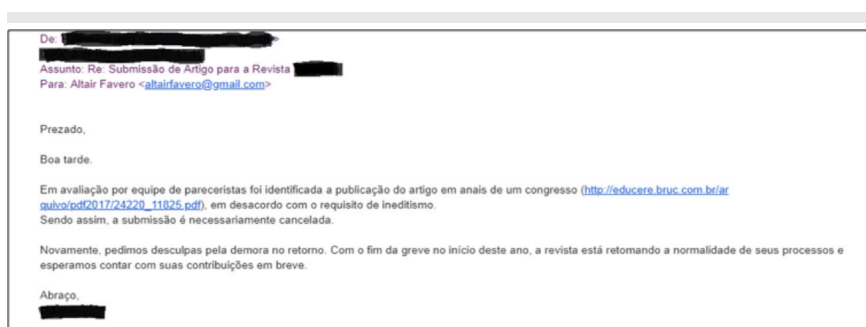 De:
Assunto: Re: Submissão de Artigo para a Revista
Para: Altair Favero <altairfavero@gmail.com>
Prezado,
Boa tarde.
Em avaliação por equipe de pareceristas foi identificada a publicação do artigo em anais de um congresso (http://educere.bruc.com.br/ar
quivo/pdf2017/24220_11825.pdf), em desacordo com o requisito de ineditismo.
Sendo assim, a submissão é necessariamente cancelada.
Novamente, pedimos desculpas pela demora no retorno. Com o fim da greve no início deste ano, a revista está retomando a normalidade de seus processos e
esperamos contar com suas contribuições em breve.
Abraço,